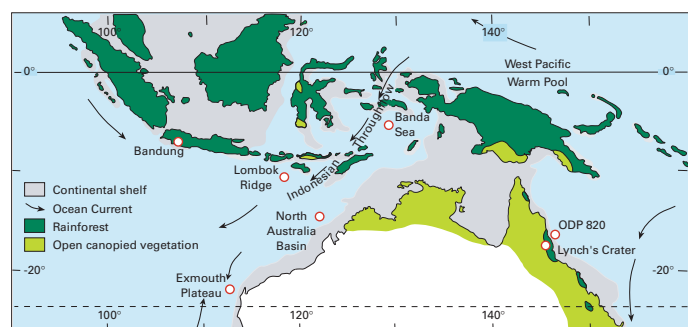 100°
120°
140°
West Pacific
Warm Pool
0°
0°
Throughflow
Banda
Sea
Bandung
Lombok
Ridge
Indonesian
Continental shelf
Ocean Current
Rainforest
Open canopied vegetation
North
Australia
Basin
ODP 820
Lynch's Crater
-20°
-20°
Exmouth
Plateau
100°
120°
140°